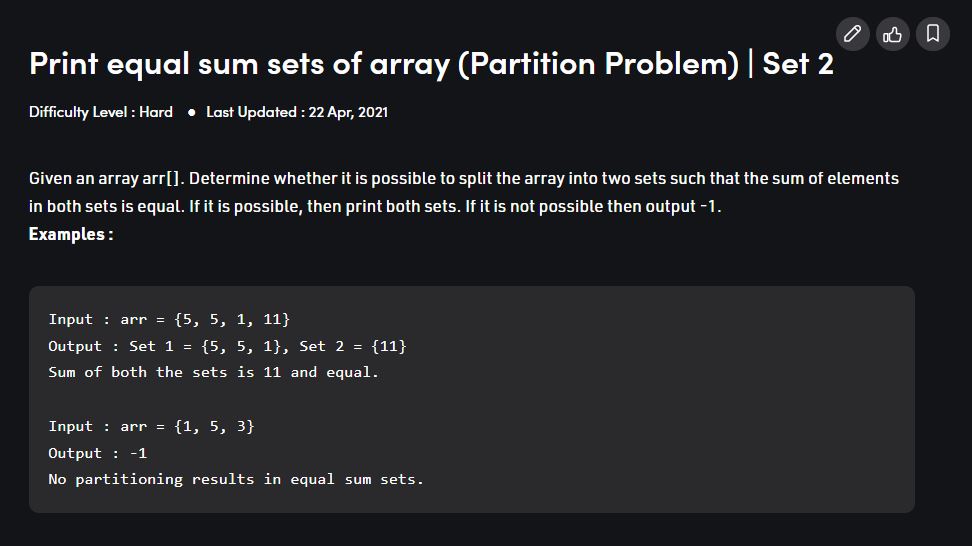 Print equal sum sets of array (Partition Problem) | Set 2
Difficulty Level : Hard ● Last Updated : 22 Apr, 2021
Given an array arr[]. Determine whether it is possible to split the array into two sets such that the sum of elements
in both sets is equal. If it is possible, then print both sets. If it is not possible then output -1.
Examples :
Input : arr = {5, 5, 1, 11}
Output : Set 1 = {5, 5, 1}, Set 2 = {11}
Sum of both the sets is 11 and equal.
Input : arr = {1, 5, 3}
Output : -1
No partitioning results in equal sum sets.